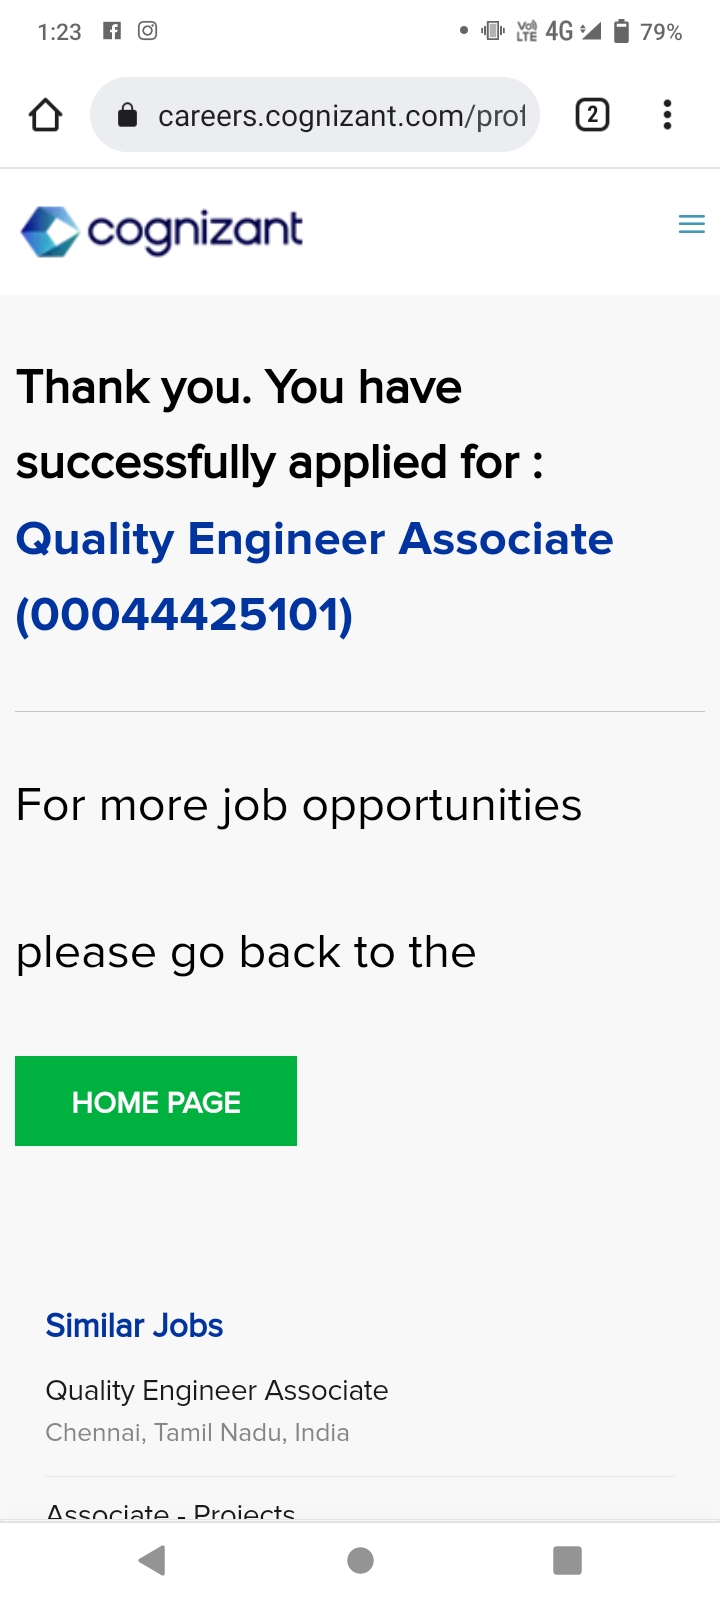 1:23
VoD LTE 4G 79%
careers.cognizant.com/prof
2
cognizant
Thank you. You have
successfully applied for :
Quality Engineer Associate
(00044425101)
For more job opportunities
please go back to the
HOME PAGE
Similar Jobs
Quality Engineer Associate
Chennai, Tamil Nadu, India
Associate - Projects